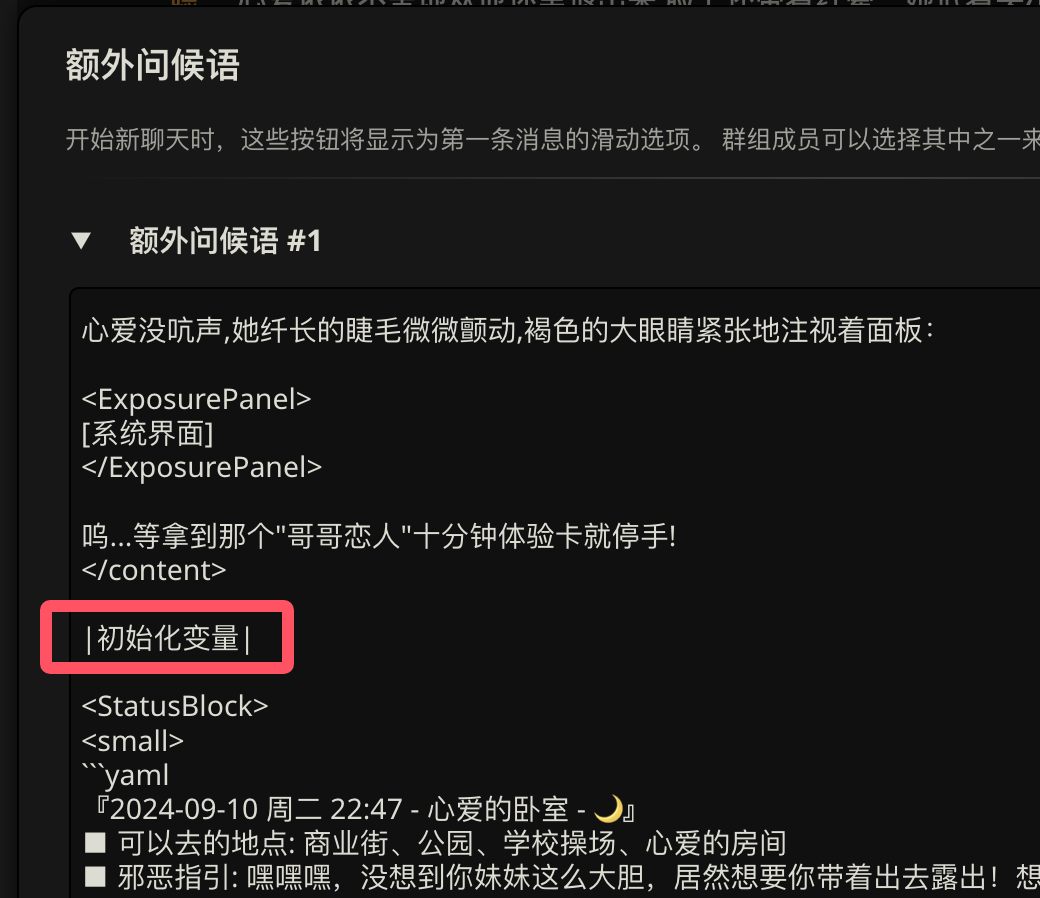 额外问候语
开始新聊天时，这些按钮将显示为第一条消息的滑动选项。 群组成员可以选择其中之一来
▼ 额外问候语 #1
心爱没吭声,她纤长的睫毛微微颤动,褐色的大眼睛紧张地注视着面板：
<ExposurePanel>
[系统界面]
</ExposurePanel>
呜...等拿到那个"哥哥恋人"十分钟体验卡就停手!
</content>
|初始化变量|
<StatusBlock>
<small>
```yaml
『2024-09-10 周二 22:47 - 心爱的卧室 - 🌙』
■ 可以去的地点: 商业街、公园、学校操场、心爱的房间
■ 邪恶指引: 嘿嘿嘿，没想到你妹妹这么大胆，居然想要你带着出去露出！想